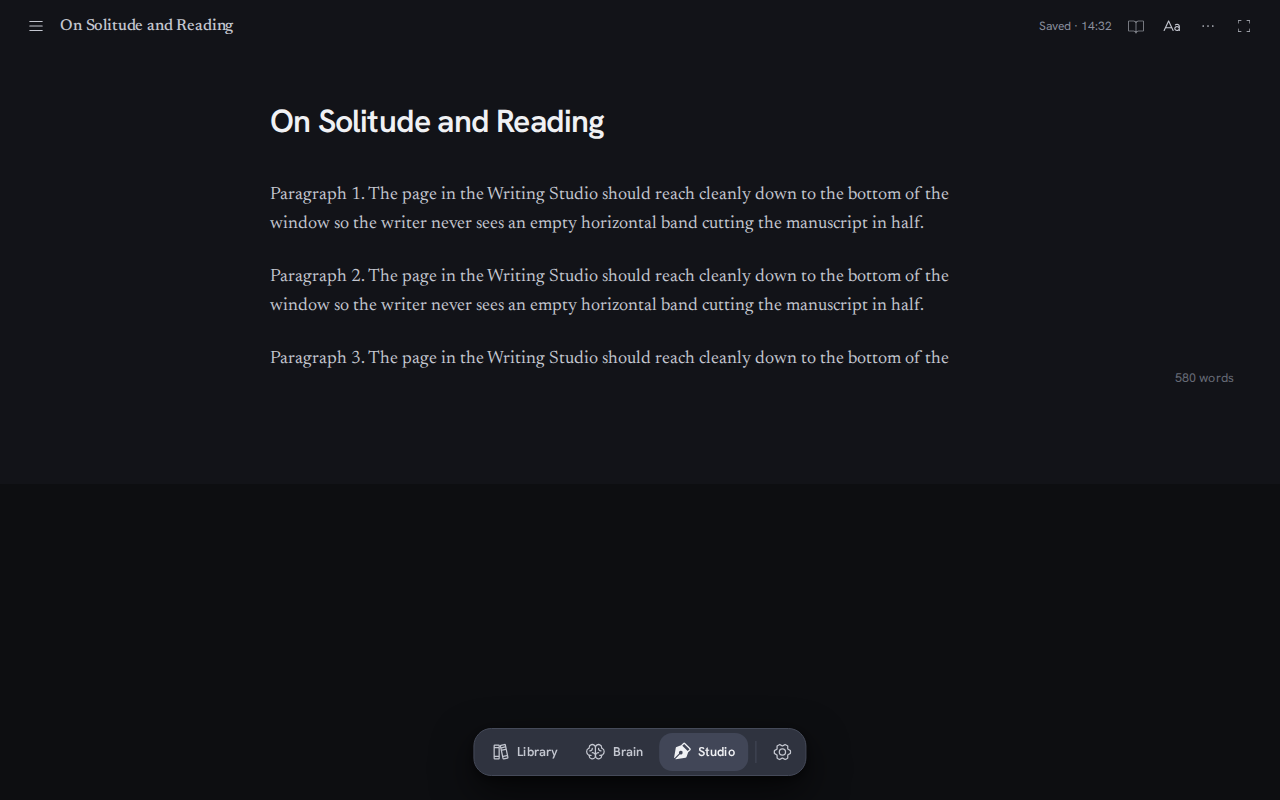 On Solitude and Reading
Saved · 14:32
Aa
On Solitude and Reading
Paragraph 1. The page in the Writing Studio should reach cleanly down to the bottom of the
window so the writer never sees an empty horizontal band cutting the manuscript in half.
Paragraph 2. The page in the Writing Studio should reach cleanly down to the bottom of the
window so the writer never sees an empty horizontal band cutting the manuscript in half.
Paragraph 3. The page in the Writing Studio should reach cleanly down to the bottom of the
580 words
Library
Brain
Studio